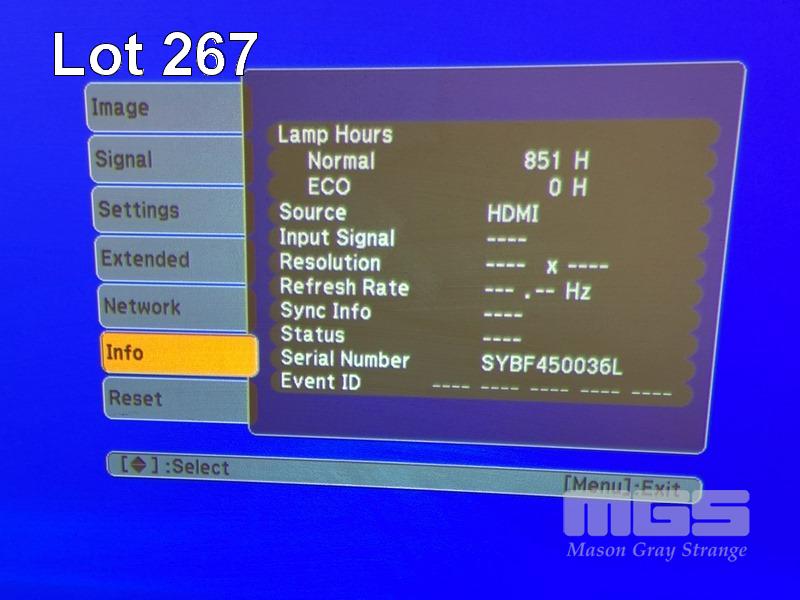 Lot 267
Image
Signal
Settings
Extended
Network
Info
Reset
Lamp Hours
Normal 851 H
ECO 0 H
Source HDMI
Input Signal ----
Resolution ---- x ----
Refresh Rate --- .-- Hz
Sync Info ----
Status ----
Serial Number SYBF450036L
Event ID ---- ---- ---- ---- ----
[◆] :Select
[Menu]:Exit
MGS
Mason Gray Strange